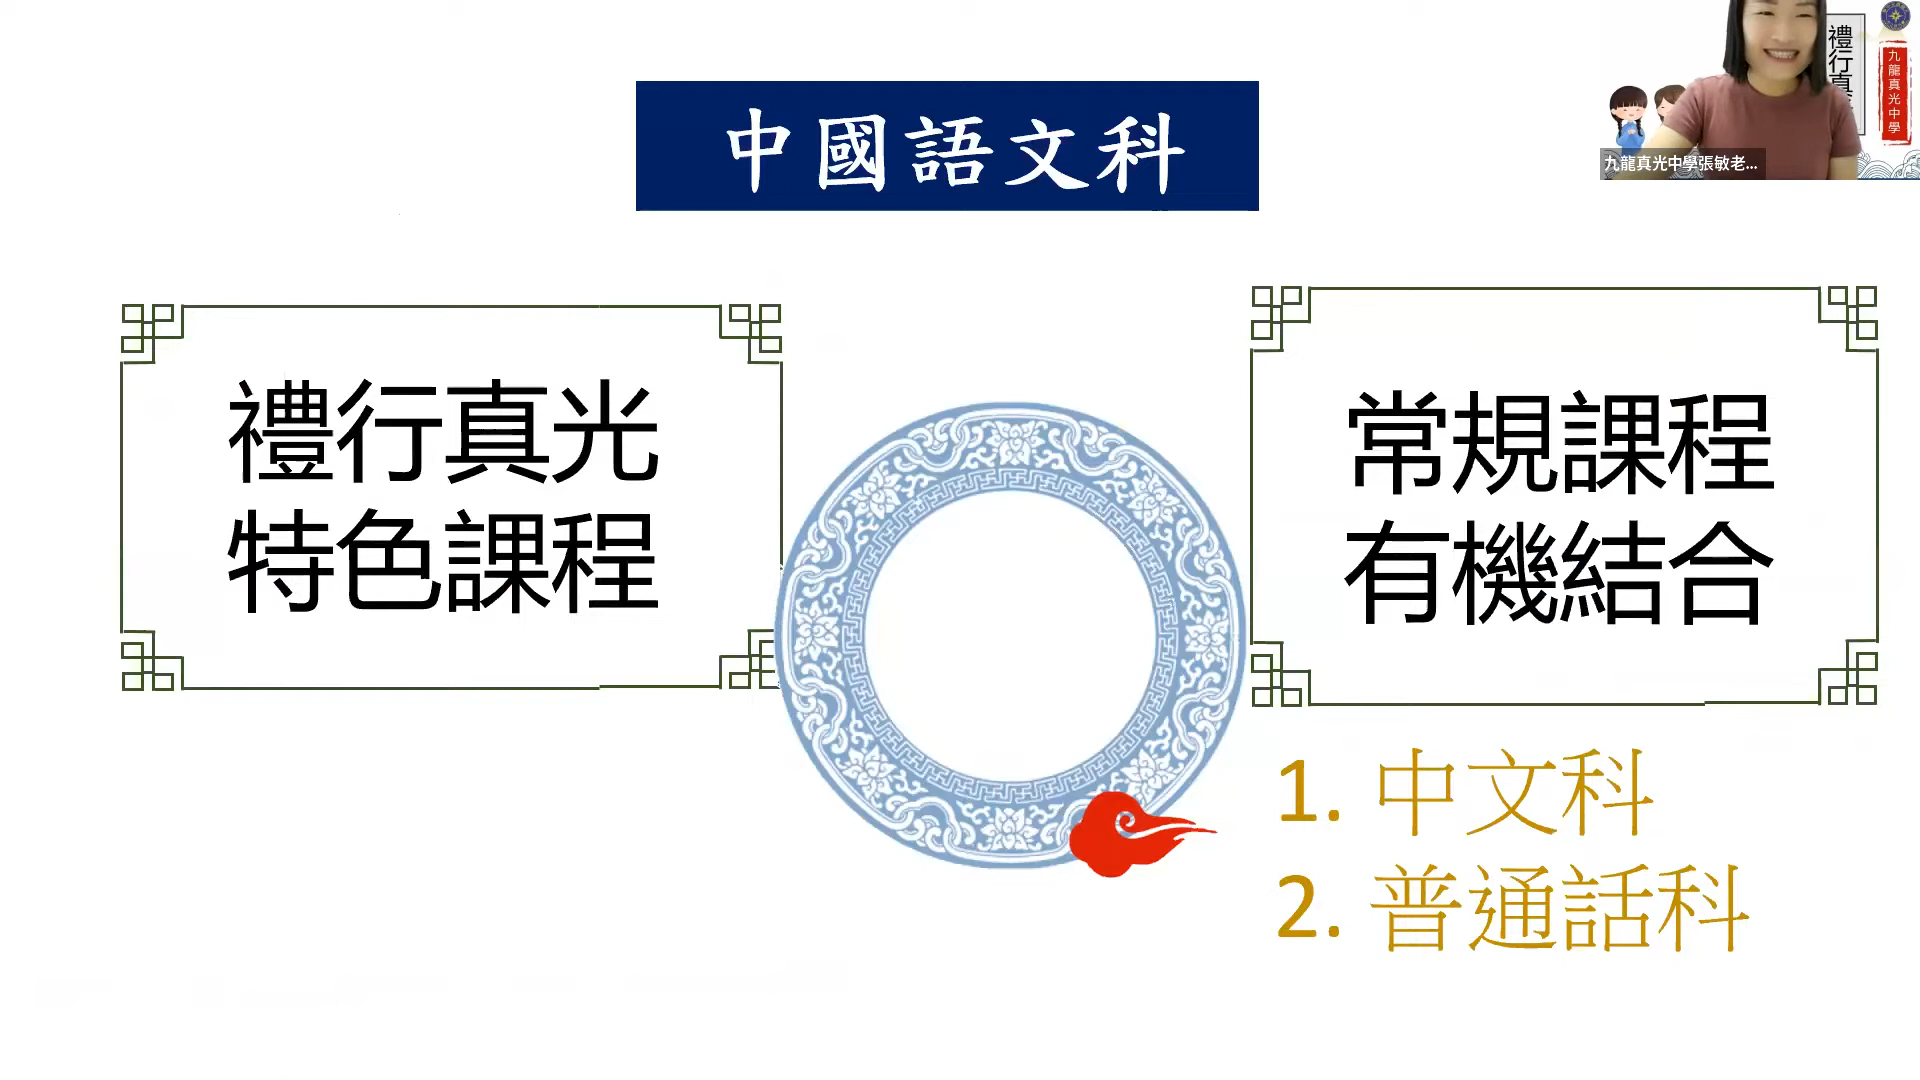 中國語文科
禮行真
九龍真光中學
九龍真光中學張敏老...
禮行真光
特色課程
常規課程
有機結合
1. 中文科
2. 普通話科